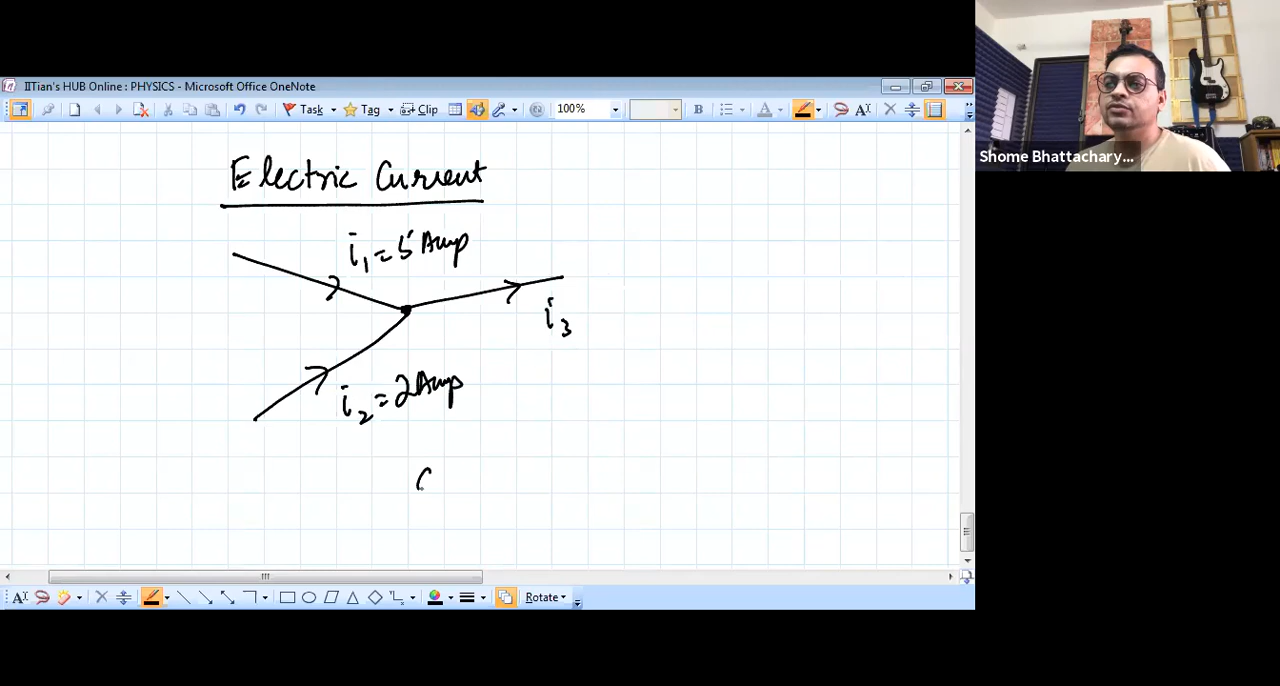 IITian's HUB Online : PHYSICS - Microsoft Office OneNote
Task Tag Clip 100% B A A
Shome Bhattachary...
Electric Current
i₁ = 5 Amp
i₃
i₂ = 2 Amp
C
A Rotate